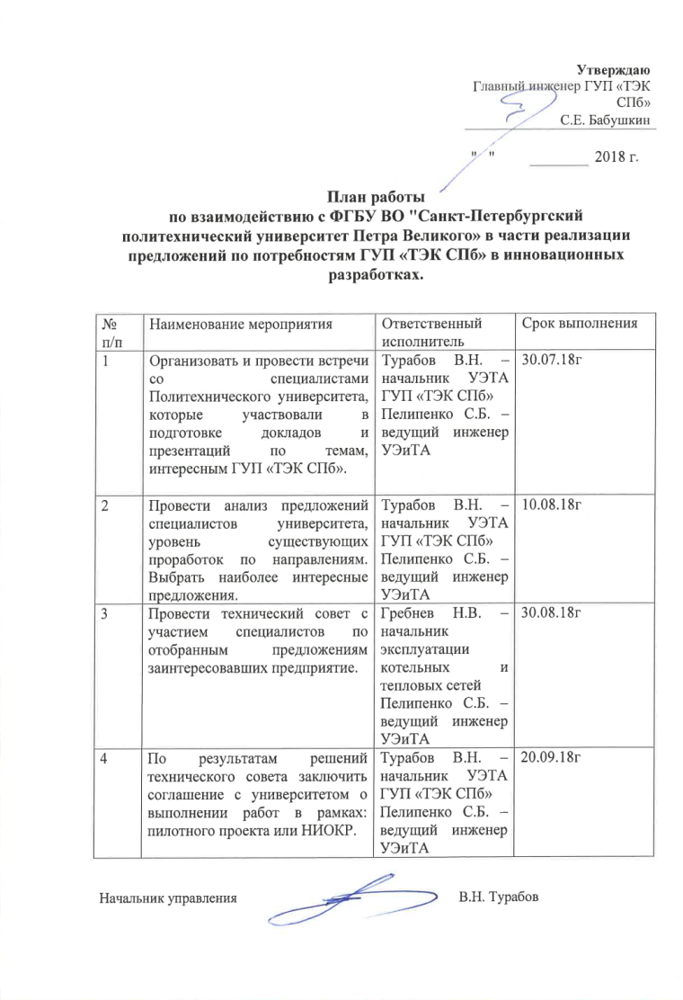 Утверждаю
Главный инженер ГУП «ТЭК
СПб»
С.Е. Бабушкин
" " ________ 2018 г.
План работы
по взаимодействию с ФГБУ ВО "Санкт-Петербургский
политехнический университет Петра Великого» в части реализации
предложений по потребностям ГУП «ТЭК СПб» в инновационных
разработках.
№
п/п
Наименование мероприятия
Ответственный
исполнитель
Срок выполнения
1
Организовать и провести встречи
со специалистами
Политехнического университета,
которые участвовали в
подготовке докладов и
презентаций по темам,
интересным ГУП «ТЭК СПб».
Турабов В.Н. –
начальник УЭТА
ГУП «ТЭК СПб»
Пелипенко С.Б. –
ведущий инженер
УЭиТА
30.07.18г
2
Провести анализ предложений
специалистов университета,
уровень существующих
проработок по направлениям.
Выбрать наиболее интересные
предложения.
Турабов В.Н. –
начальник УЭТА
ГУП «ТЭК СПб»
Пелипенко С.Б. –
ведущий инженер
УЭиТА
10.08.18г
3
Провести технический совет с
участием специалистов по
отобранным предложениям
заинтересовавших предприятие.
Гребнев Н.В. –
начальник
эксплуатации
котельных и
тепловых сетей
Пелипенко С.Б. –
ведущий инженер
УЭиТА
30.08.18г
4
По результатам решений
технического совета заключить
соглашение с университетом о
выполнении работ в рамках:
пилотного проекта или НИОКР.
Турабов В.Н. –
начальник УЭТА
ГУП «ТЭК СПб»
Пелипенко С.Б. –
ведущий инженер
УЭиТА
20.09.18г
Начальник управления
В.Н. Турабов